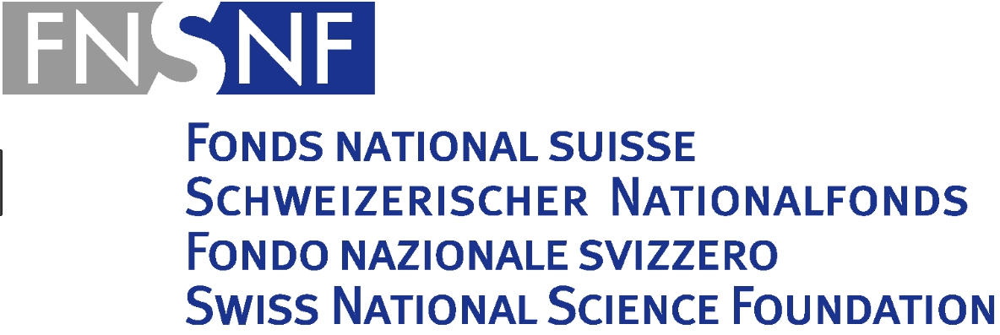 FNSNF
FONDS NATIONAL SUISSE
SCHWEIZERISCHER NATIONALFONDS
FONDO NAZIONALE SVIZZERO
SWISS NATIONAL SCIENCE FOUNDATION